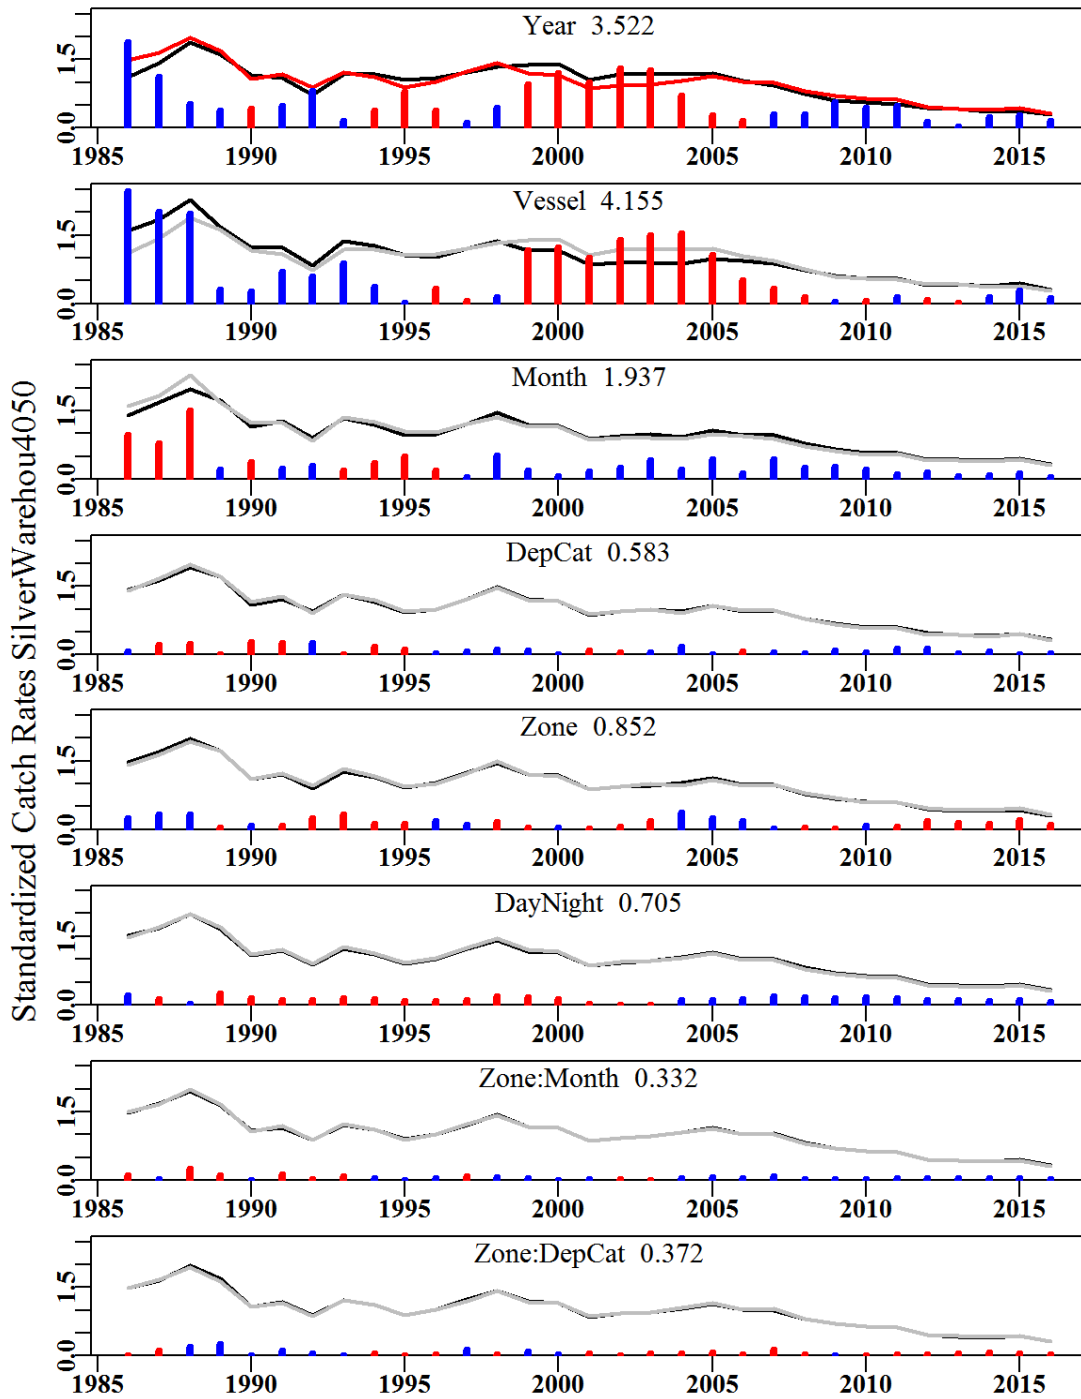 Standardized Catch Rates SilverWarehou4050
Year 3.522
0.0 1.5
1985 1990 1995 2000 2005 2010 2015
Vessel 4.155
0.0 1.5
1985 1990 1995 2000 2005 2010 2015
Month 1.937
0.0 1.5
1985 1990 1995 2000 2005 2010 2015
DepCat 0.583
0.0 1.5
1985 1990 1995 2000 2005 2010 2015
Zone 0.852
0.0 1.5
1985 1990 1995 2000 2005 2010 2015
DayNight 0.705
0.0 1.5
1985 1990 1995 2000 2005 2010 2015
Zone:Month 0.332
0.0 1.5
1985 1990 1995 2000 2005 2010 2015
Zone:DepCat 0.372
0.0 1.5
1985 1990 1995 2000 2005 2010 2015